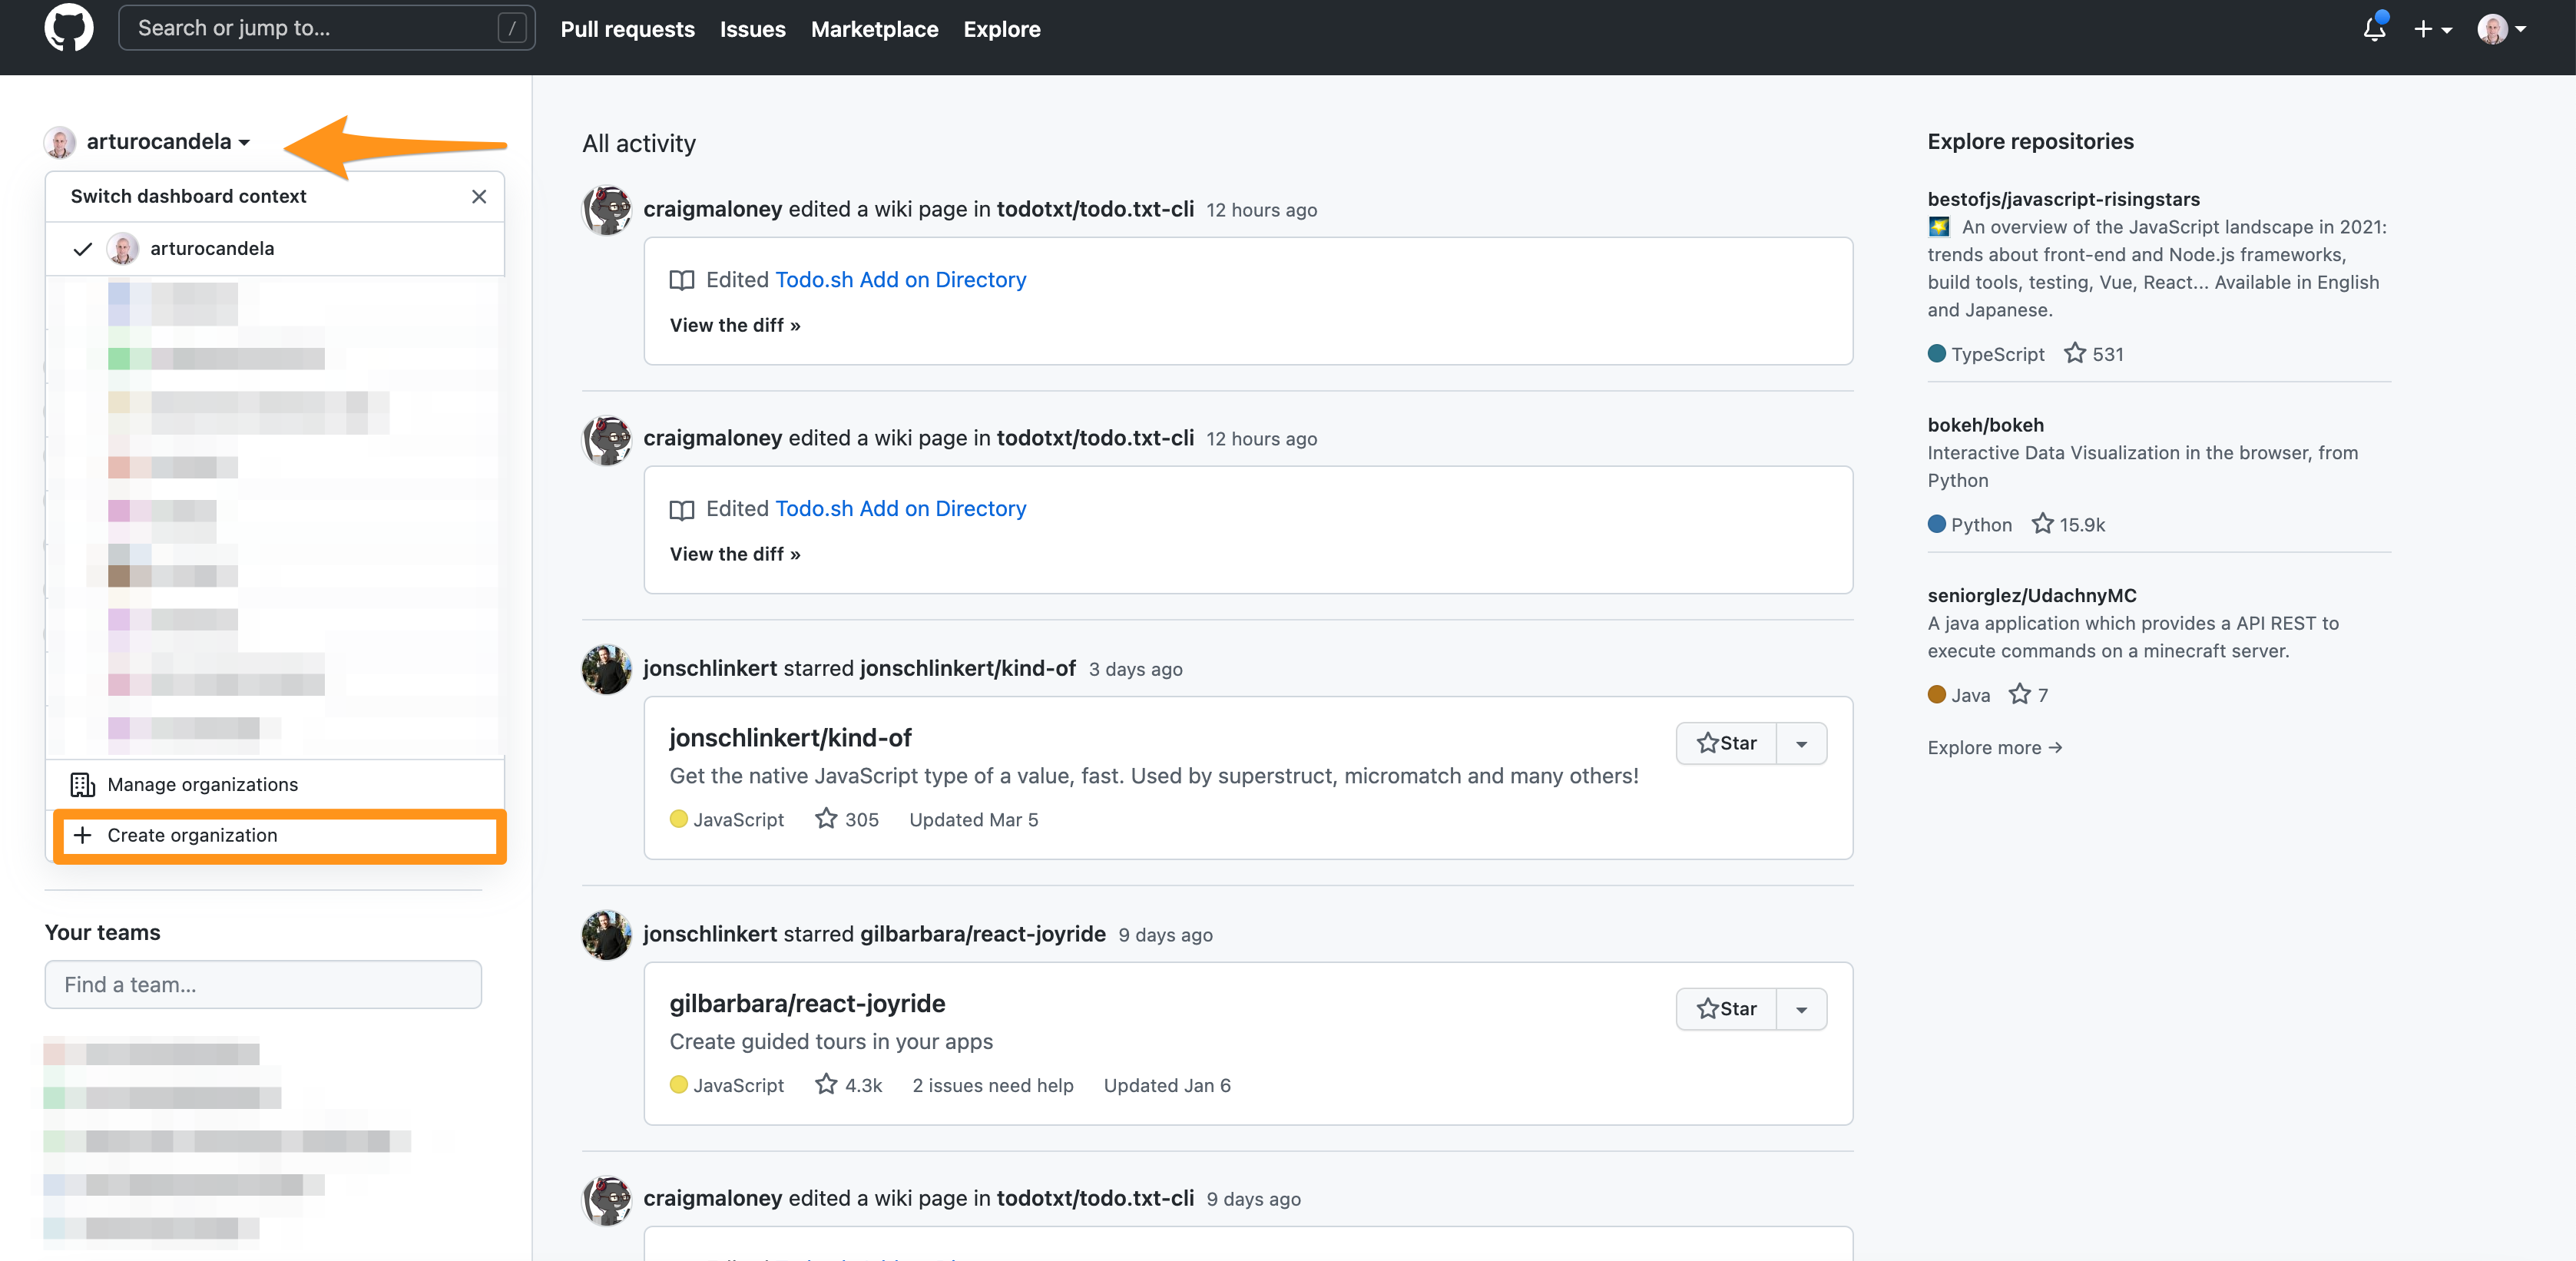 Search or jump to... /
Pull requests Issues Marketplace Explore
arturocandela
Switch dashboard context
arturocandela
Manage organizations
Create organization
Your teams
Find a team...
All activity
craigmaloney edited a wiki page in todotxt/todo.txt-cli 12 hours ago
Edited Todo.sh Add on Directory
View the diff »
craigmaloney edited a wiki page in todotxt/todo.txt-cli 12 hours ago
Edited Todo.sh Add on Directory
View the diff »
jonschlinkert starred jonschlinkert/kind-of 3 days ago
jonschlinkert/kind-of
Star
Get the native JavaScript type of a value, fast. Used by superstruct, micromatch and many others!
JavaScript 305 Updated Mar 5
jonschlinkert starred gilbarbara/react-joyride 9 days ago
gilbarbara/react-joyride
Star
Create guided tours in your apps
JavaScript 4.3k 2 issues need help Updated Jan 6
craigmaloney edited a wiki page in todotxt/todo.txt-cli 9 days ago
Explore repositories
bestofjs/javascript-risingstars
An overview of the JavaScript landscape in 2021:
trends about front-end and Node.js frameworks,
build tools, testing, Vue, React... Available in English
and Japanese.
TypeScript 531
bokeh/bokeh
Interactive Data Visualization in the browser, from
Python
Python 15.9k
seniorglez/UdachnyMC
A java application which provides a API REST to
execute commands on a minecraft server.
Java 7
Explore more →